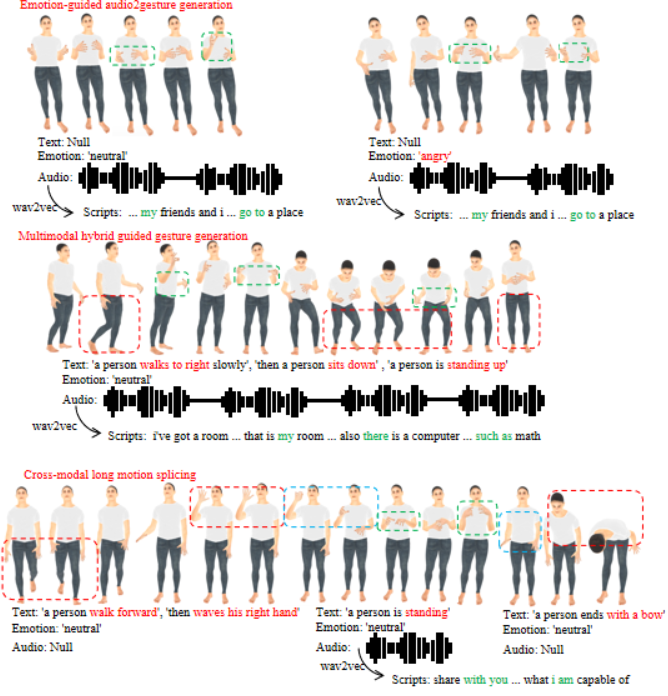 Emotion-guided audio2gesture generation
Text: Null
Emotion: 'neutral'
Audio:
wav2vec
Scripts: ... my friends and i ... go to a place
Text: Null
Emotion: 'angry'
Audio:
wav2vec
Scripts: ... my friends and i ... go to a place
Multimodal hybrid guided gesture generation
Text: 'a person walks to right slowly', 'then a person sits down' , 'a person is standing up'
Emotion: 'neutral'
Audio:
wav2vec
Scripts: i've got a room ... that is my room ... also there is a computer ... such as math
Cross-modal long motion splicing
Text: 'a person walk forward', 'then waves his right hand'
Emotion: 'neutral'
Audio: Null
Text: 'a person is standing'
Emotion: 'neutral'
Audio:
wav2vec
Scripts: share with you ... what i am capable of
Text: 'a person ends with a bow'
Emotion: 'neutral'
Audio: Null